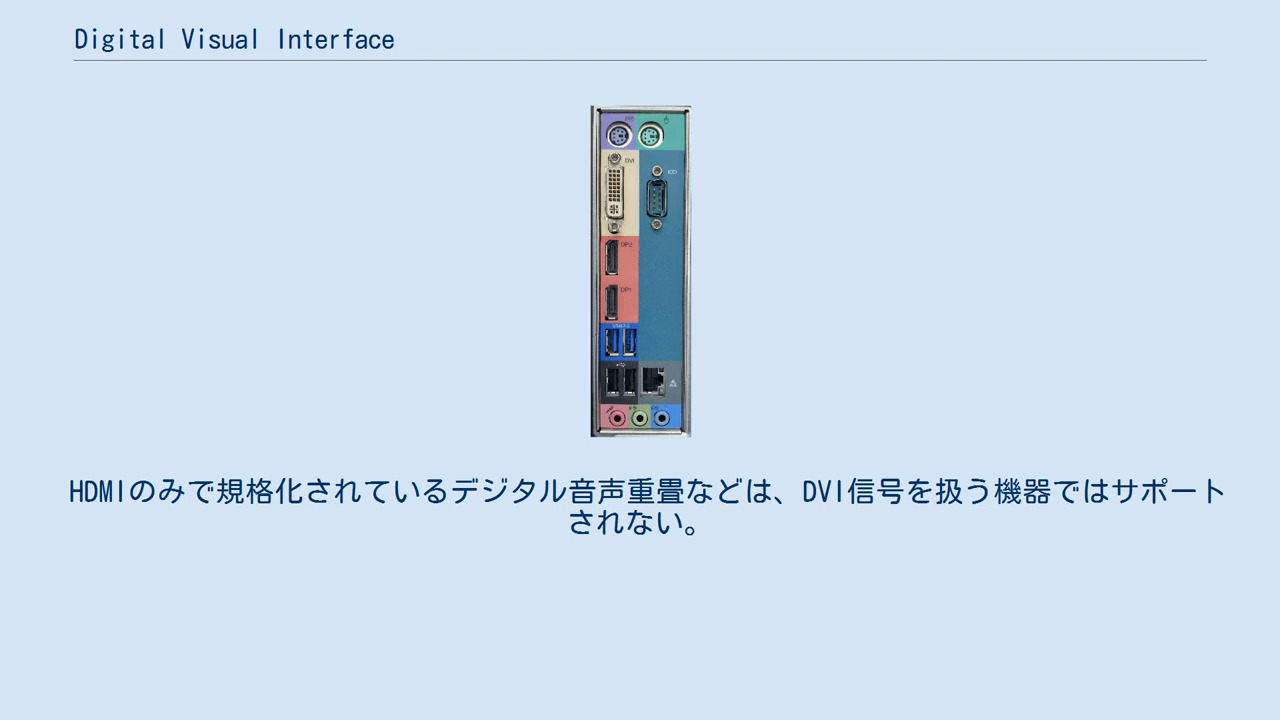 Digital Visual Interface
DVI
DP2
DP1
HDMIのみで規格化されているデジタル音声重畳などは、DVI信号を扱う機器ではサポート
されない。